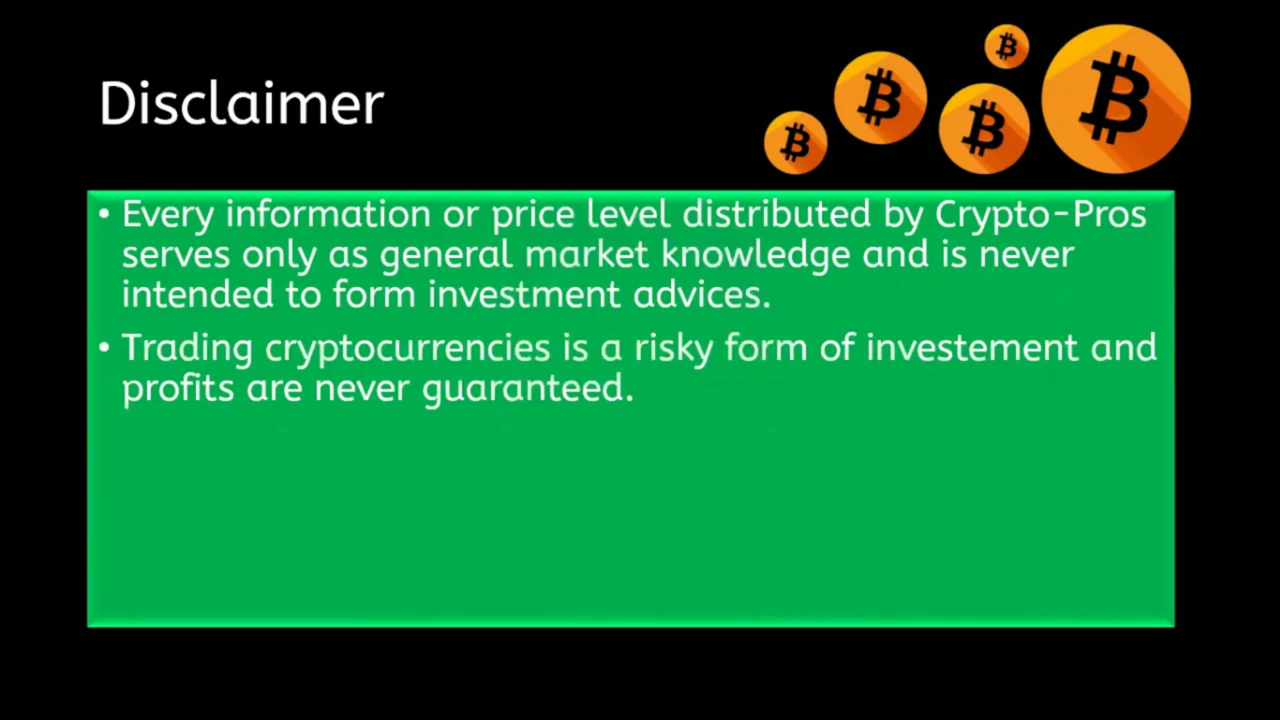 Disclaimer
• Every information or price level distributed by Crypto-Pros
serves only as general market knowledge and is never
intended to form investment advices.
• Trading cryptocurrencies is a risky form of investement and
profits are never guaranteed.